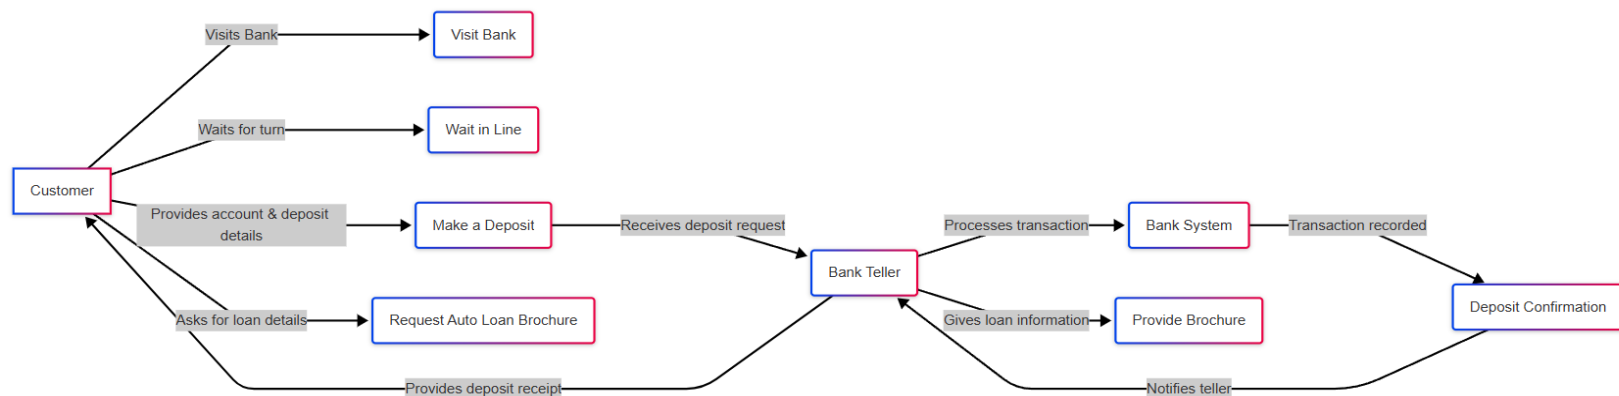 Visits Bank
Visit Bank
Waits for turn
Wait in Line
Customer
Provides account & deposit
details
Make a Deposit
Receives deposit request
Processes transaction
Bank System
Transaction recorded
Bank Teller
Deposit Confirmation
Asks for loan details
Request Auto Loan Brochure
Gives loan information
Provide Brochure
Provides deposit receipt
Notifies teller